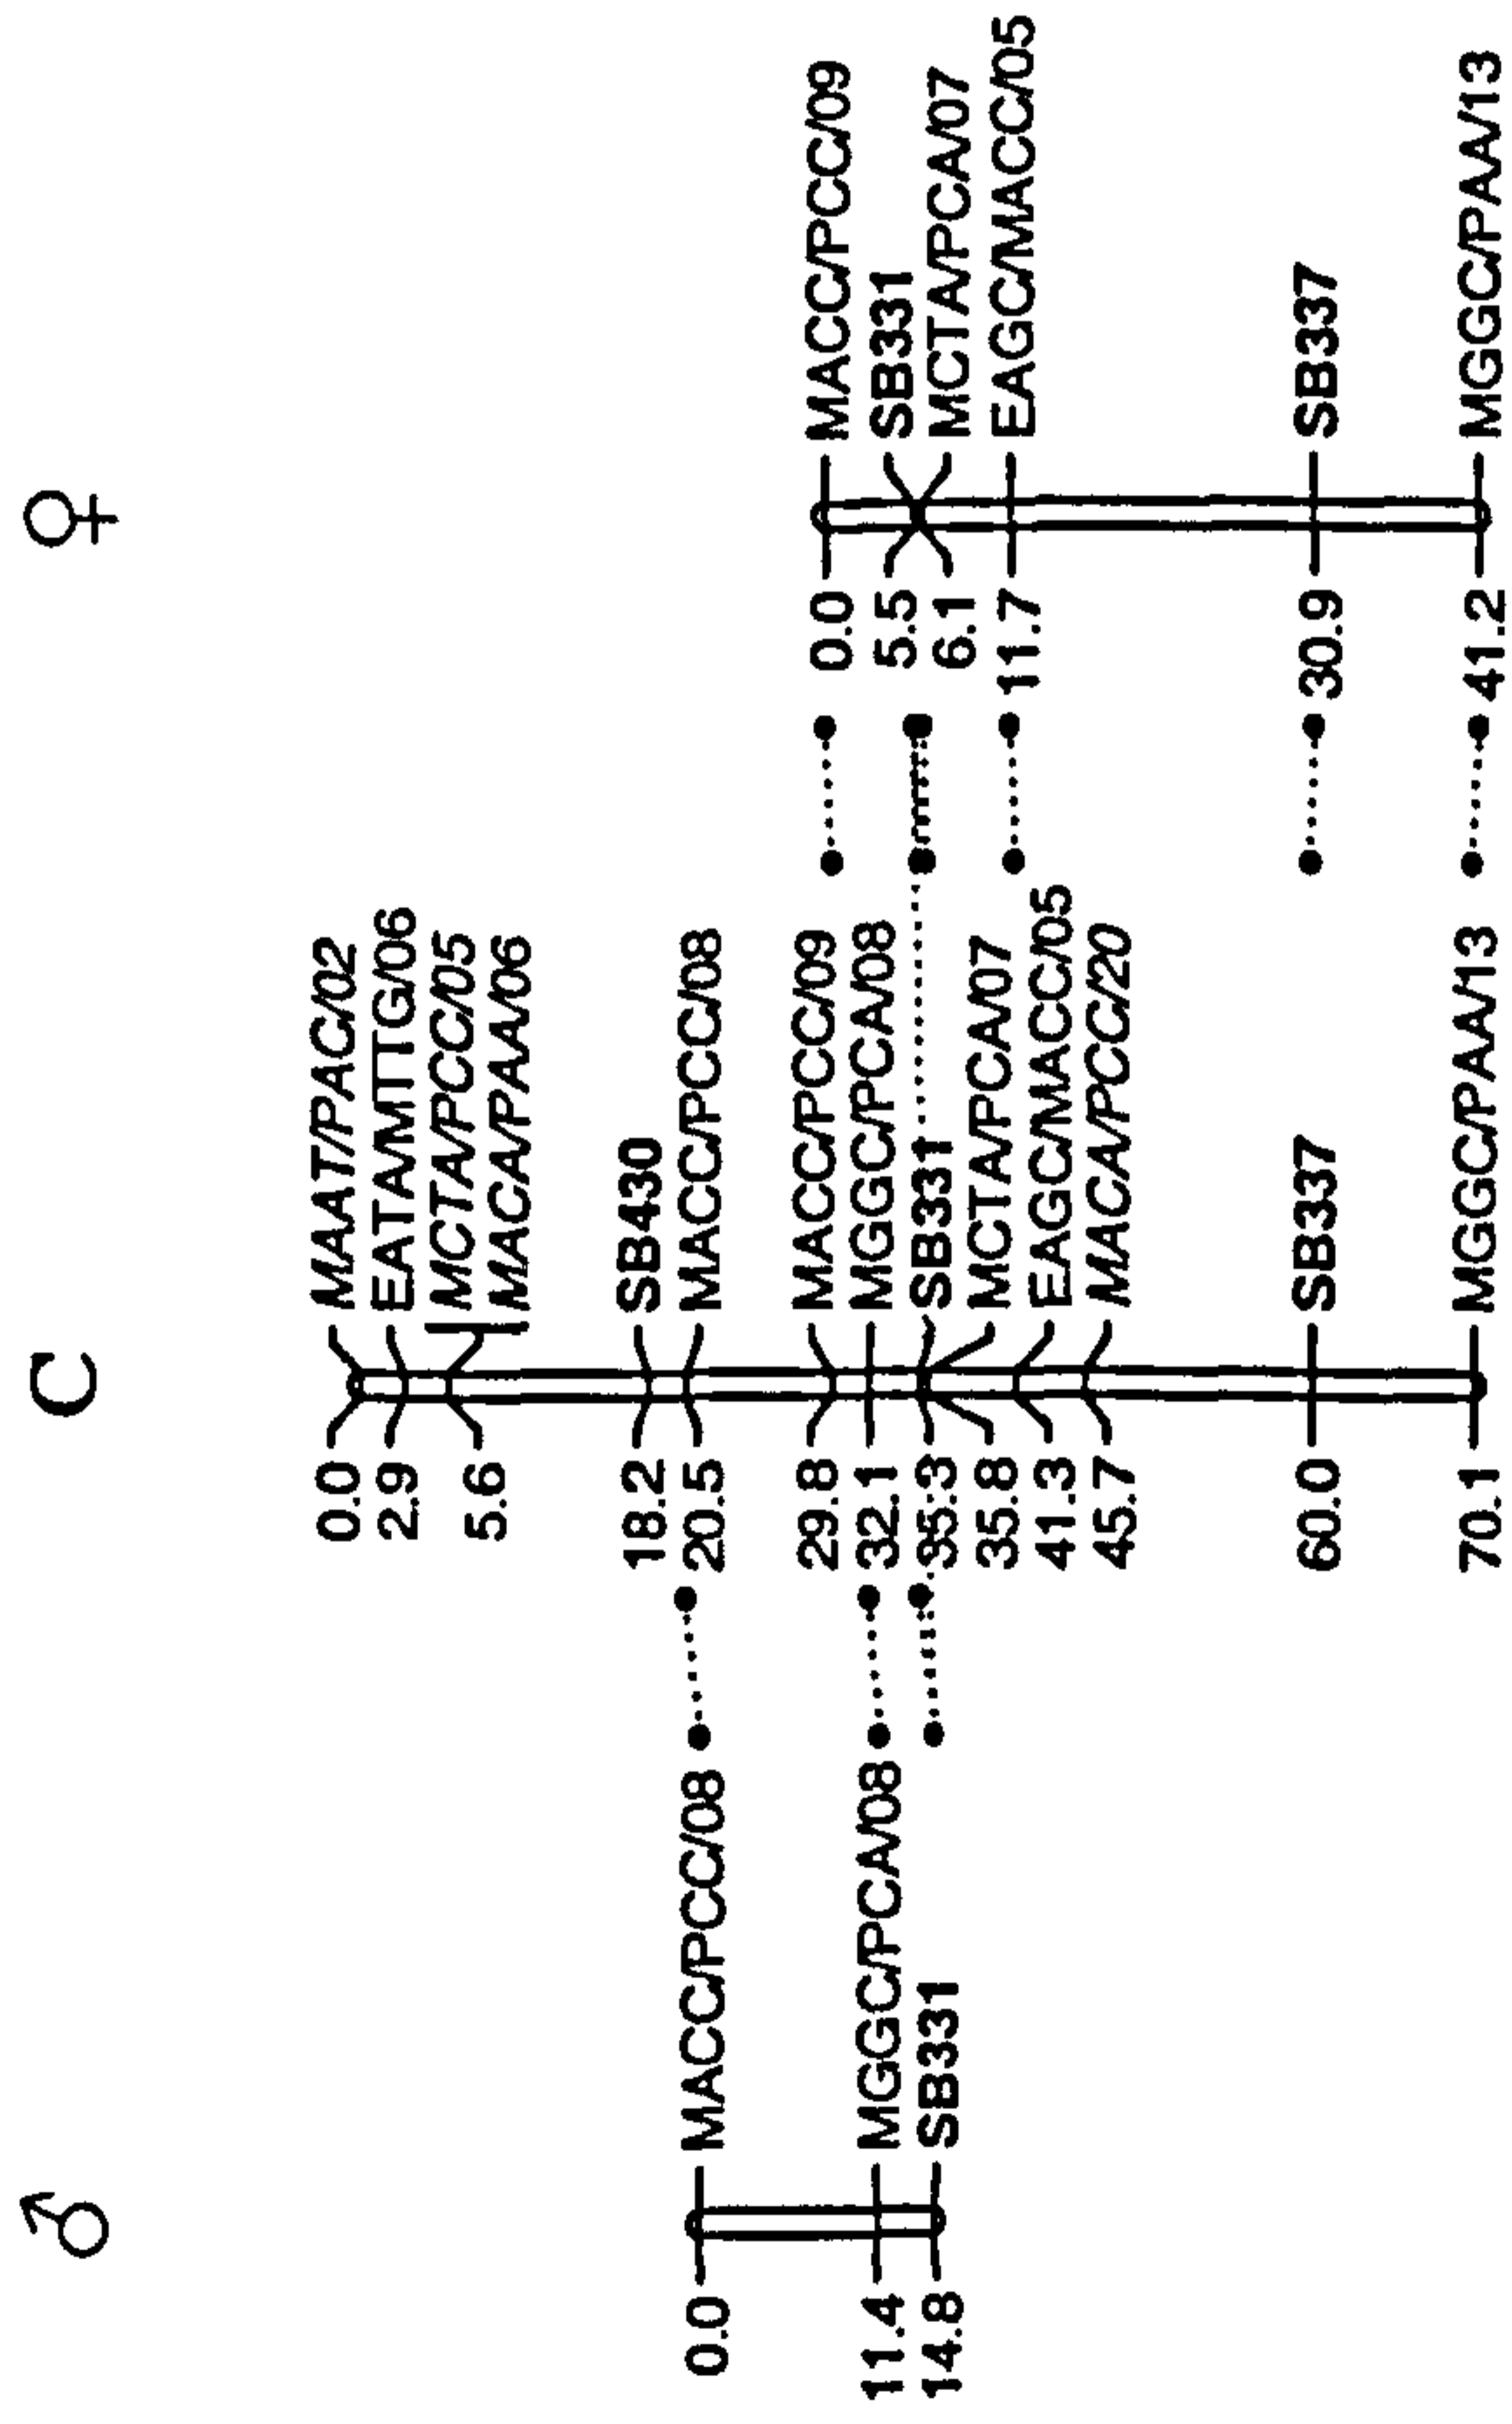 ♂
0.0 MACC/PCC/08
11.4 MGGC/PCA/08
14.8 SB331
C
0.0 MAAT/PAC/02
2.9 EATA/MTTG/06
5.6 MCTA/PCC/05
MACA/PAA/06
18.2 SB430
20.5 MACC/PCC/08
29.8 MACC/PCC/09
32.1 MGGC/PCA/08
35.3 SB331
35.8 MCTA/PCA/07
41.3 EAGC/MACC/05
45.7 MACA/PCC/20
60.0 SB337
70.1 MGGC/PAA/13
♀
0.0 MACC/PCC/09
5.5 SB331
6.1 MCTA/PCA/07
11.7 EAGC/MACC/05
30.9 SB337
41.2 MGGC/PAA/13